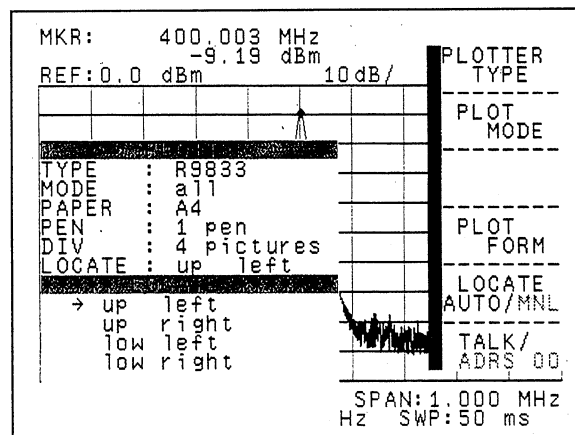 MKR: 400.003 MHz
-9.19 dBm
REF:0.0 dBm 10dB/
PLOTTER
TYPE
PLOT
MODE
TYPE : R9833
MODE : all
PAPER : A4
PEN : 1 pen
DIV : 4 pictures
LOCATE : up left
→ up left
up right
low left
low right
PLOT
FORM
LOCATE
AUTO/MNL
TALK/
ADRS 00
SPAN:1.000 MHz
Hz SWP:50 ms